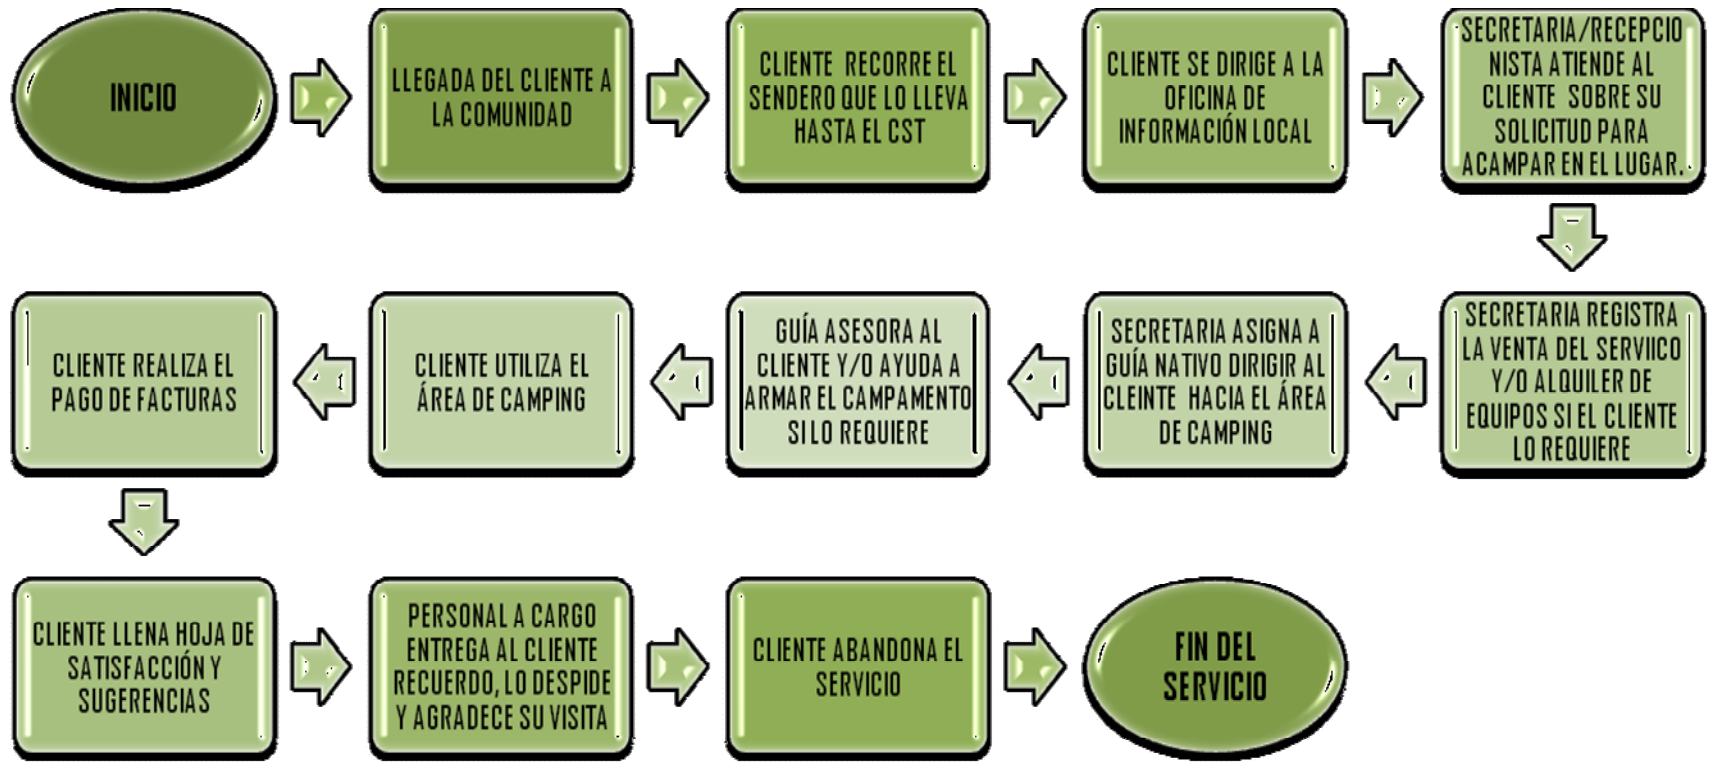 INICIO
LLEGADA DEL CLIENTE A
LA COMUNIDAD
CLIENTE RECORRE EL
SENDERO QUE LO LLEVA
HASTA EL CST
CLIENTE SE DIRIGE A LA
OFICINA DE
INFORMACIÓN LOCAL
SECRETARIA/RECEPCIO
NISTA ATIENDE AL
CLIENTE SOBRE SU
SOLICITUD PARA
ACAMPAR EN EL LUGAR.
SECRETARIA REGISTRA
LA VENTA DEL SERVIICO
Y/O ALQUILER DE
EQUIPOS SI EL CLIENTE
LO REQUIERE
SECRETARIA ASIGNA A
GUÍA NATIVO DIRIGIR AL
CLEINTE HACIA EL ÁREA
DE CAMPING
GUÍA ASESORA AL
CLIENTE Y/O AYUDA A
ARMAR EL CAMPAMENTO
SI LO REQUIERE
CLIENTE UTILIZA EL
ÁREA DE CAMPING
CLIENTE REALIZA EL
PAGO DE FACTURAS
CLIENTE LLENA HOJA DE
SATISFACCIÓN Y
SUGERENCIAS
PERSONAL A CARGO
ENTREGA AL CLIENTE
RECUERDO, LO DESPIDE
Y AGRADECE SU VISITA
CLIENTE ABANDONA EL
SERVICIO
FIN DEL
SERVICIO